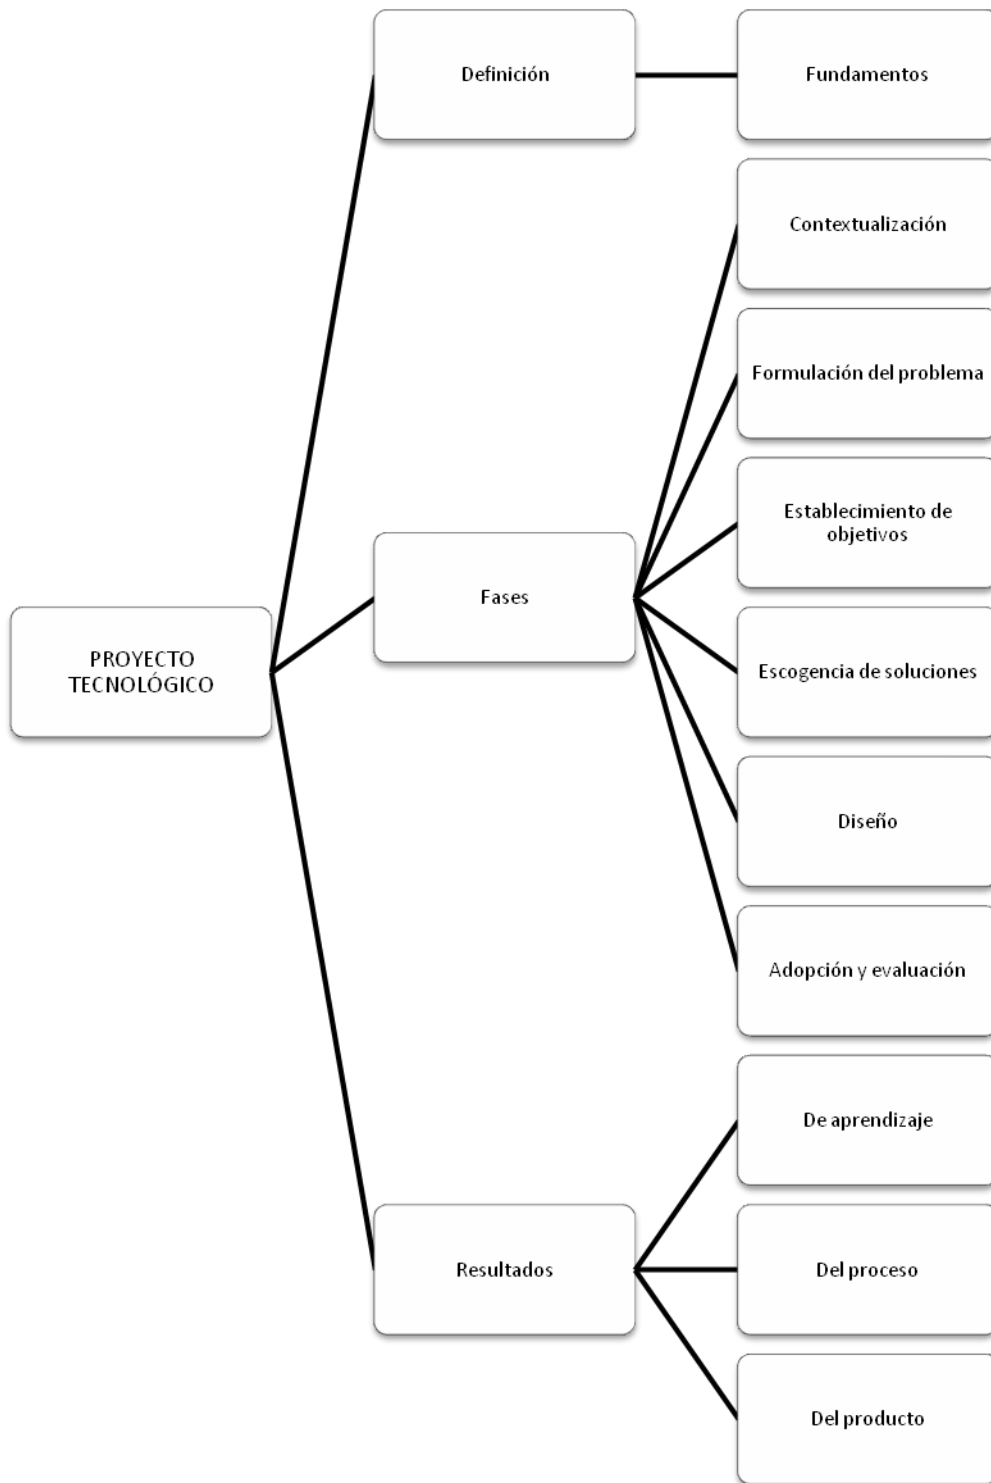 Definición
Fundamentos
Contextualización
Formulación del problema
Establecimiento de
objetivos
Fases
PROYECTO
TECNOLÓGICO
Escogencia de soluciones
Diseño
Adopción y evaluación
De aprendizaje
Resultados
Del proceso
Del producto